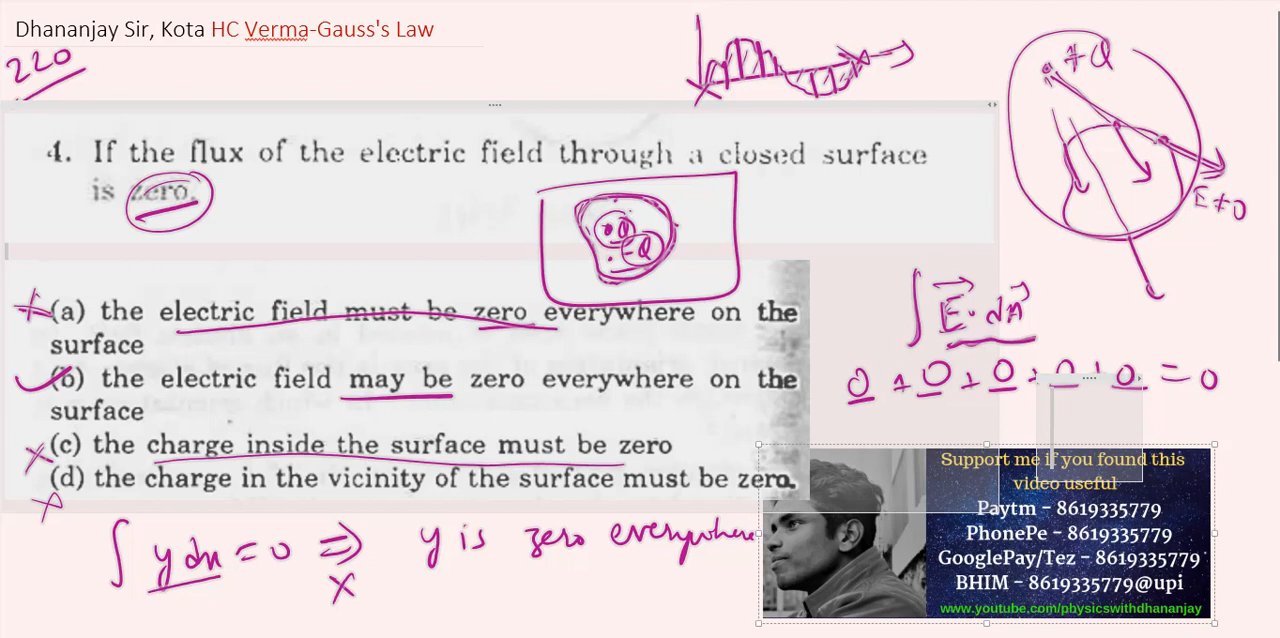 Dhananjay Sir, Kota HC Verma-Gauss's Law
220
+Q
4. If the flux of the electric field through a closed surface
is zero,
Q
-Q
E≠0
(a) the electric field must be zero everywhere on the
surface
(b) the electric field may be zero everywhere on the
surface
(c) the charge inside the surface must be zero
(d) the charge in the vicinity of the surface must be zero.
∫ E⃗ · dA⃗
0 + 0 + 0 + 0 + 0 = 0
∫ y dx = 0 ⇒ y is zero everywhere
Support me if you found this
video useful
Paytm - 8619335779
PhonePe - 8619335779
GooglePay/Tez - 8619335779
BHIM - 8619335779@upi
www.youtube.com/physicswithdhananjay